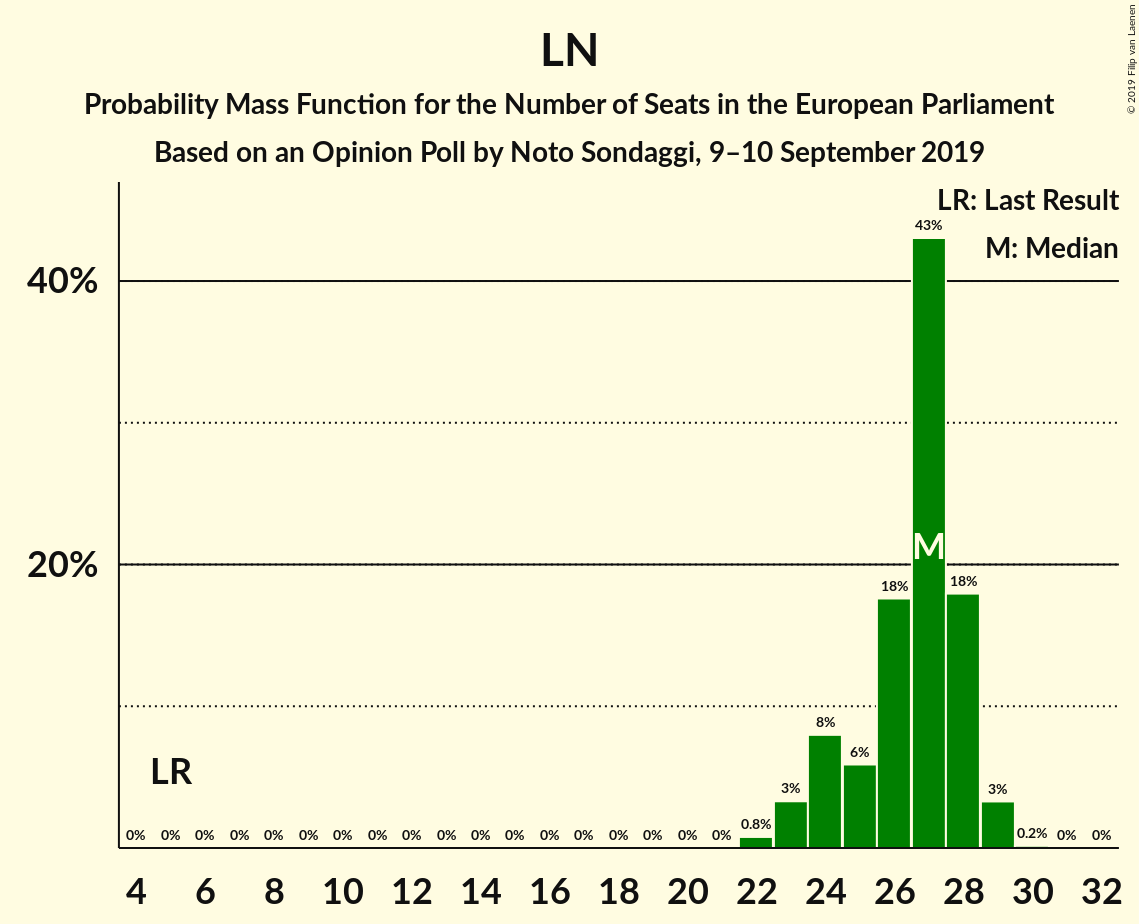 LN
Probability Mass Function for the Number of Seats in the European Parliament
Based on an Opinion Poll by Noto Sondaggi, 9–10 September 2019
© 2019 Filip van Laenen
LR: Last Result
M: Median
43%
40%
M
20%
18% 18%
8%
6%
LR
3% 3%
0% 0% 0% 0% 0% 0% 0% 0% 0% 0% 0% 0% 0% 0% 0% 0% 0% 0% 0.8% 0.2% 0% 0%
4 6 8 10 12 14 16 18 20 22 24 26 28 30 32